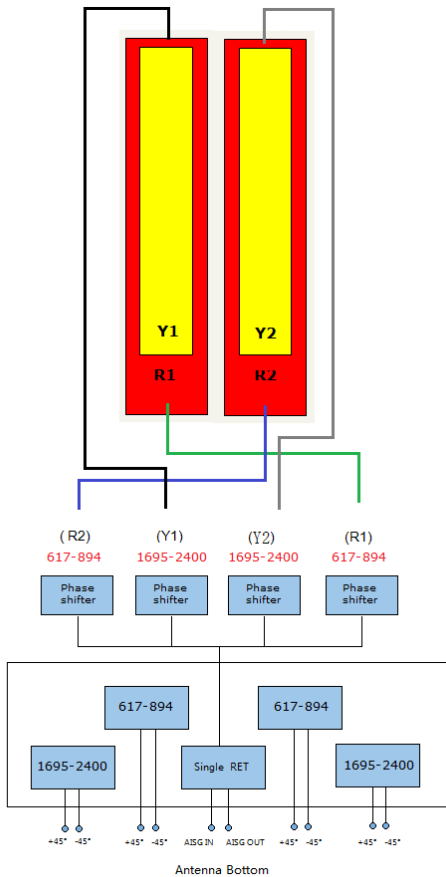 Y1 Y2
R1 R2
(R2) (Y1) (Y2) (R1)
617-894 1695-2400 1695-2400 617-894
Phase shifter Phase shifter Phase shifter Phase shifter
617-894 617-894
1695-2400 Single RET 1695-2400
+45° -45° +45° -45° AISG IN AISG OUT +45° -45° +45° -45°
Antenna Bottom